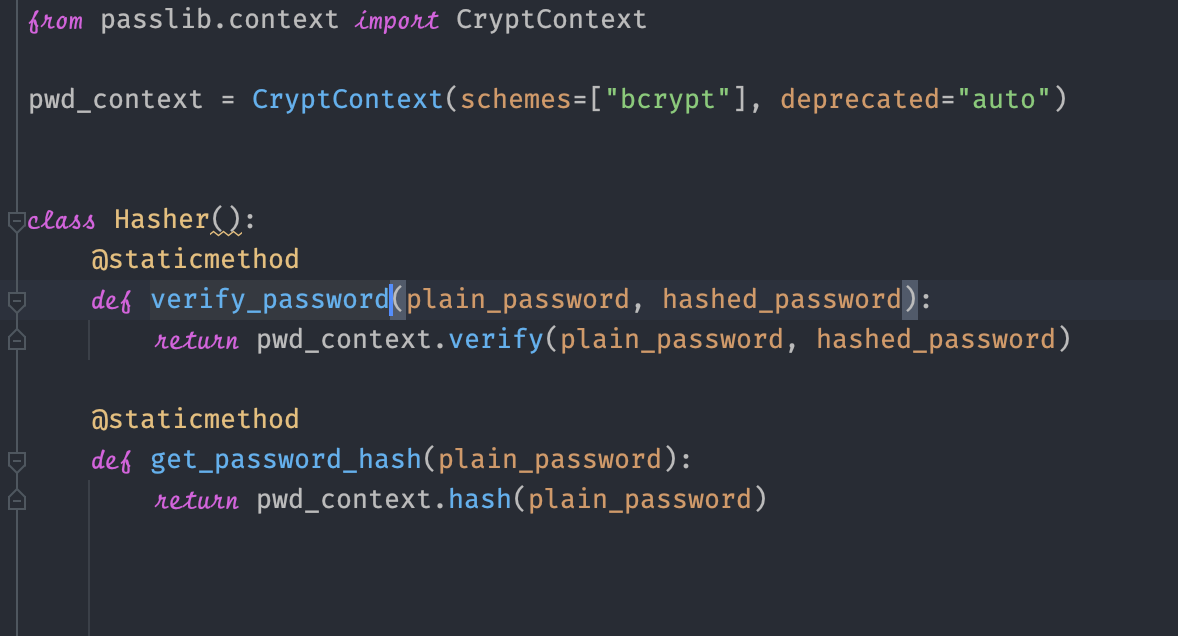 from passlib.context import CryptContext
pwd_context = CryptContext(schemes=["bcrypt"], deprecated="auto")
class Hasher():
@staticmethod
def verify_password(plain_password, hashed_password):
return pwd_context.verify(plain_password, hashed_password)
@staticmethod
def get_password_hash(plain_password):
return pwd_context.hash(plain_password)